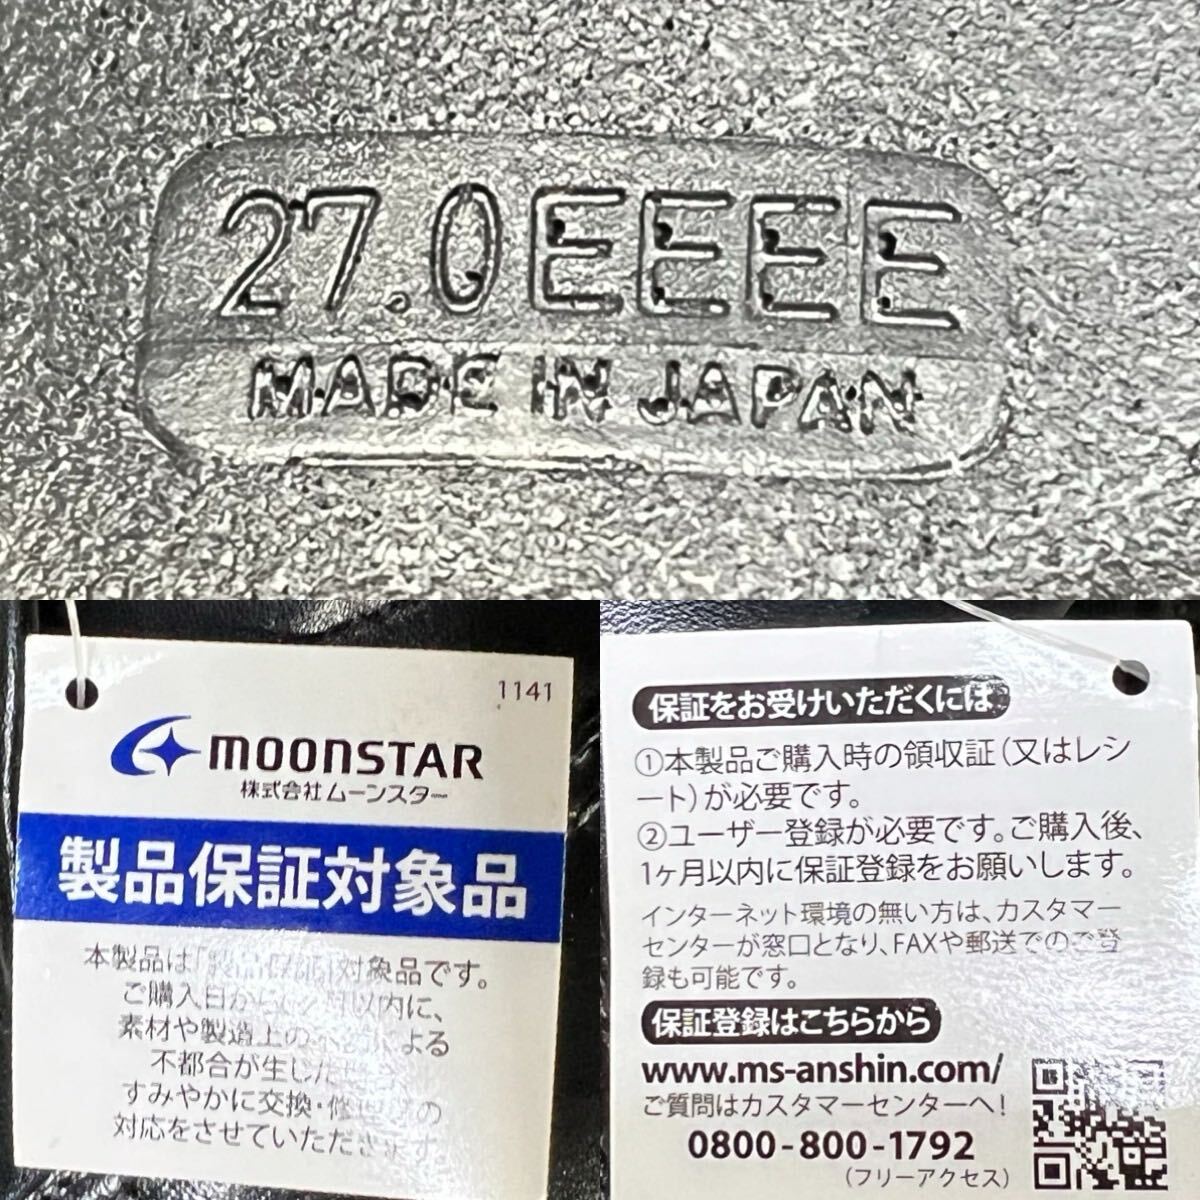 27.0EEEE
MADE IN JAPAN
1141
MOONSTAR
株式会社ムーンスター
製品保証対象品
本製品は「製品保証」対象品です。
ご購入日から 月以内に、
素材や製造上の による
不都合が生じた
すみやかに交換・修理 の
対応をさせていただきます
保証をお受けいただくには
①本製品ご購入時の領収証(又はレシ
ート)が必要です。
②ユーザー登録が必要です。ご購入後、
1ヶ月以内に保証登録をお願いします。
インターネット環境の無い方は、カスタマー
センターが窓口となり、FAXや郵送でのご登
録も可能です。
保証登録はこちらから
www.ms-anshin.com/
ご質問はカスタマーセンターへ!
0800-800-1792
(フリーアクセス)